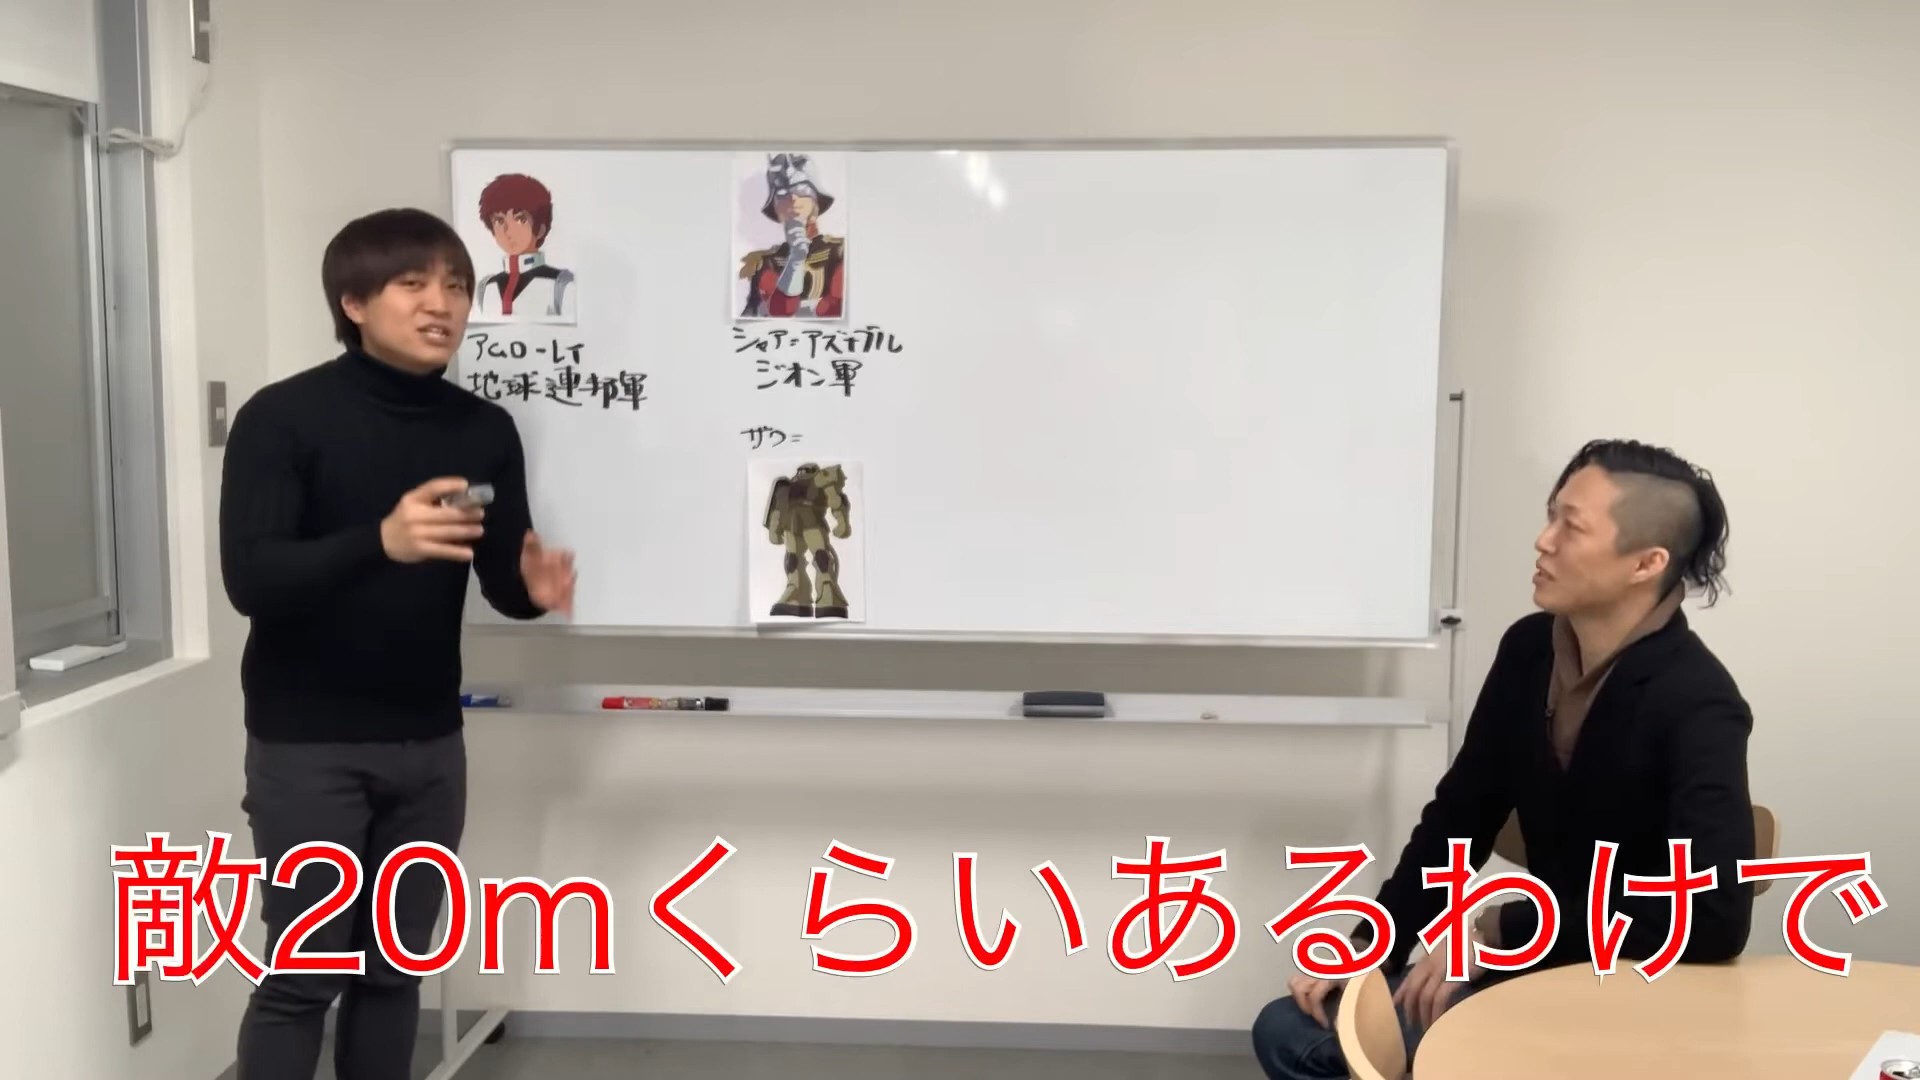 アムロ-レイ
地球連邦軍
シャア=アズナブル
ジオン軍
ザク=
敵20mくらいあるわけで